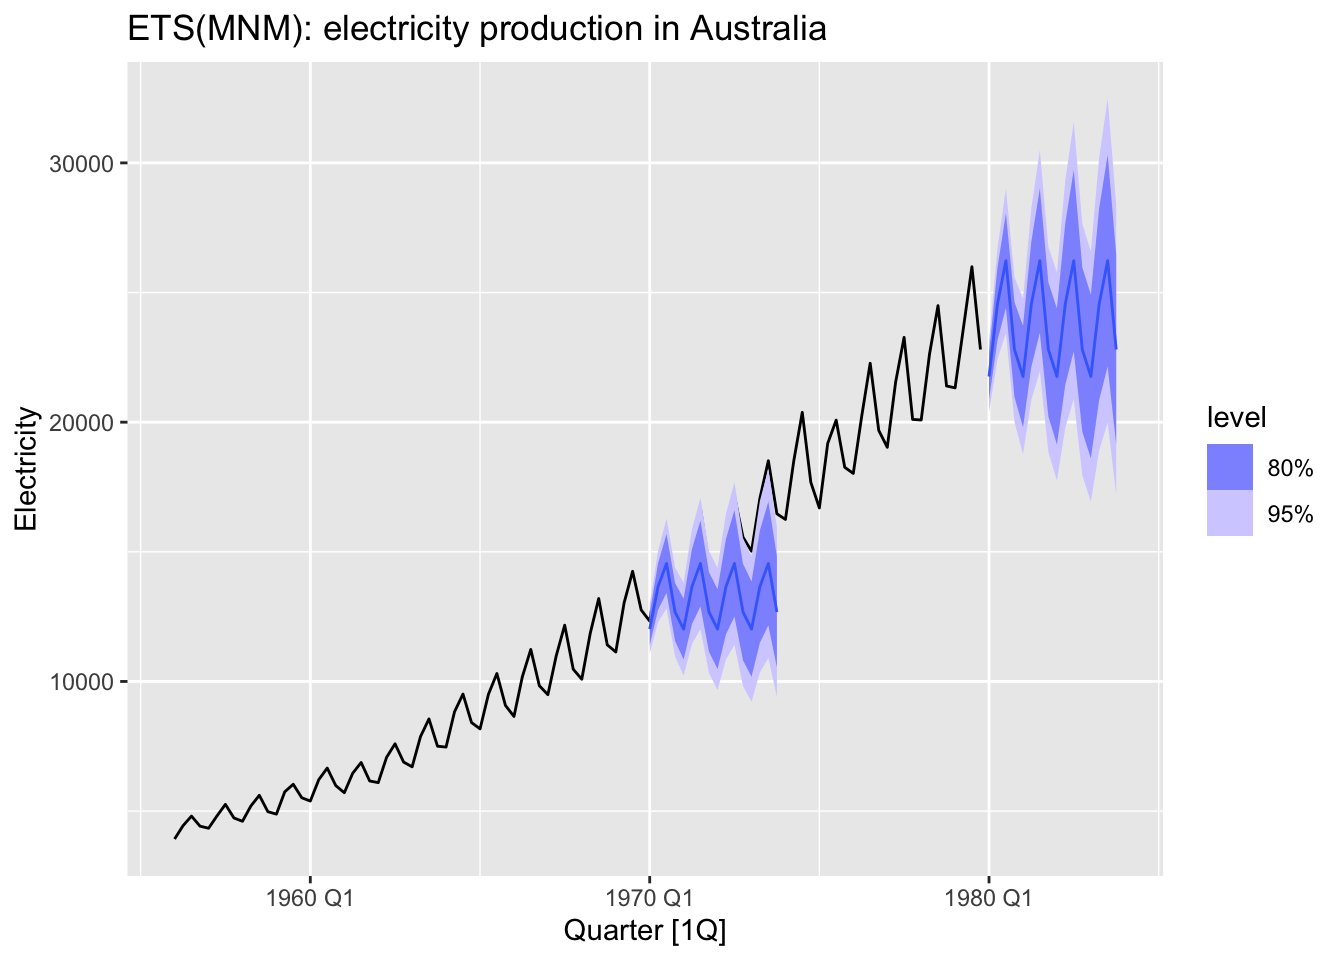 ETS(MNM): electricity production in Australia
30000
20000
10000
Electricity
1960 Q1
1970 Q1
1980 Q1
Quarter [1Q]
level
80%
95%